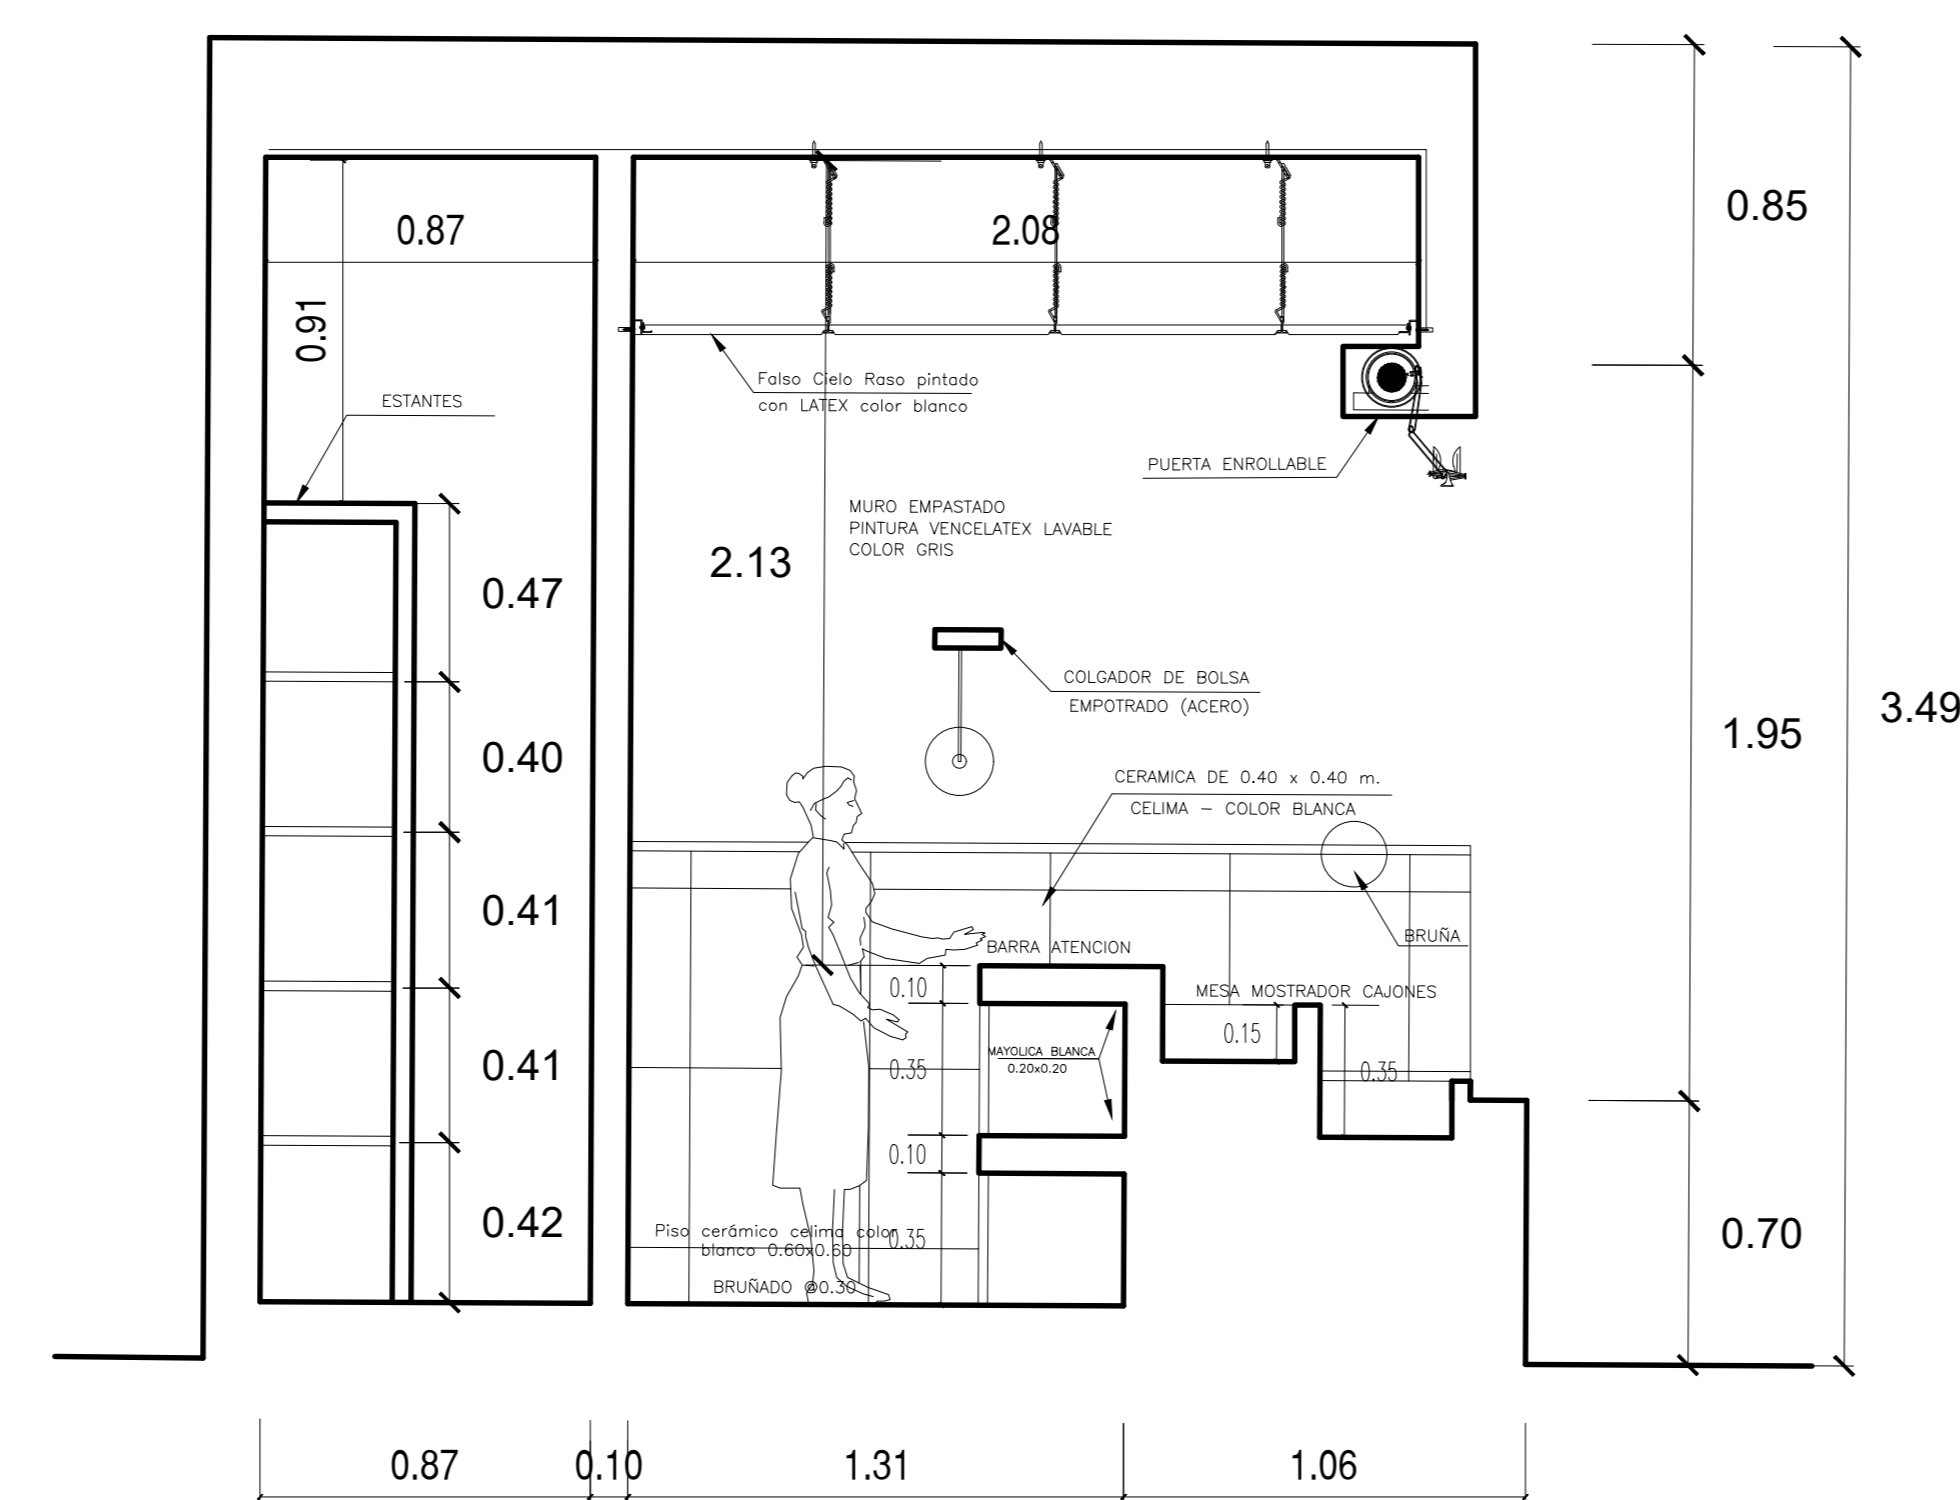 0.85
0.87
2.08
0.91
Falso Cielo Raso pintado
con LATEX color blanco
ESTANTES
PUERTA ENROLLABLE
MURO EMPASTADO
PINTURA VENCELATEX LAVABLE
COLOR GRIS
2.13
0.47
COLGADOR DE BOLSA
EMPOTRADO (ACERO)
3.49
1.95
0.40
CERAMICA DE 0.40 x 0.40 m.
CELIMA – COLOR BLANCA
0.41
BRUÑA
BARRA ATENCION
0.10
MESA MOSTRADOR CAJONES
0.15
MAYOLICA BLANCA
0.20x0.20
0.35
0.35
0.41
0.10
0.42
Piso cerámico celima color
blanco 0.60x0.60
0.35
0.70
BRUÑADO @0.30
0.87
0.10
1.31
1.06